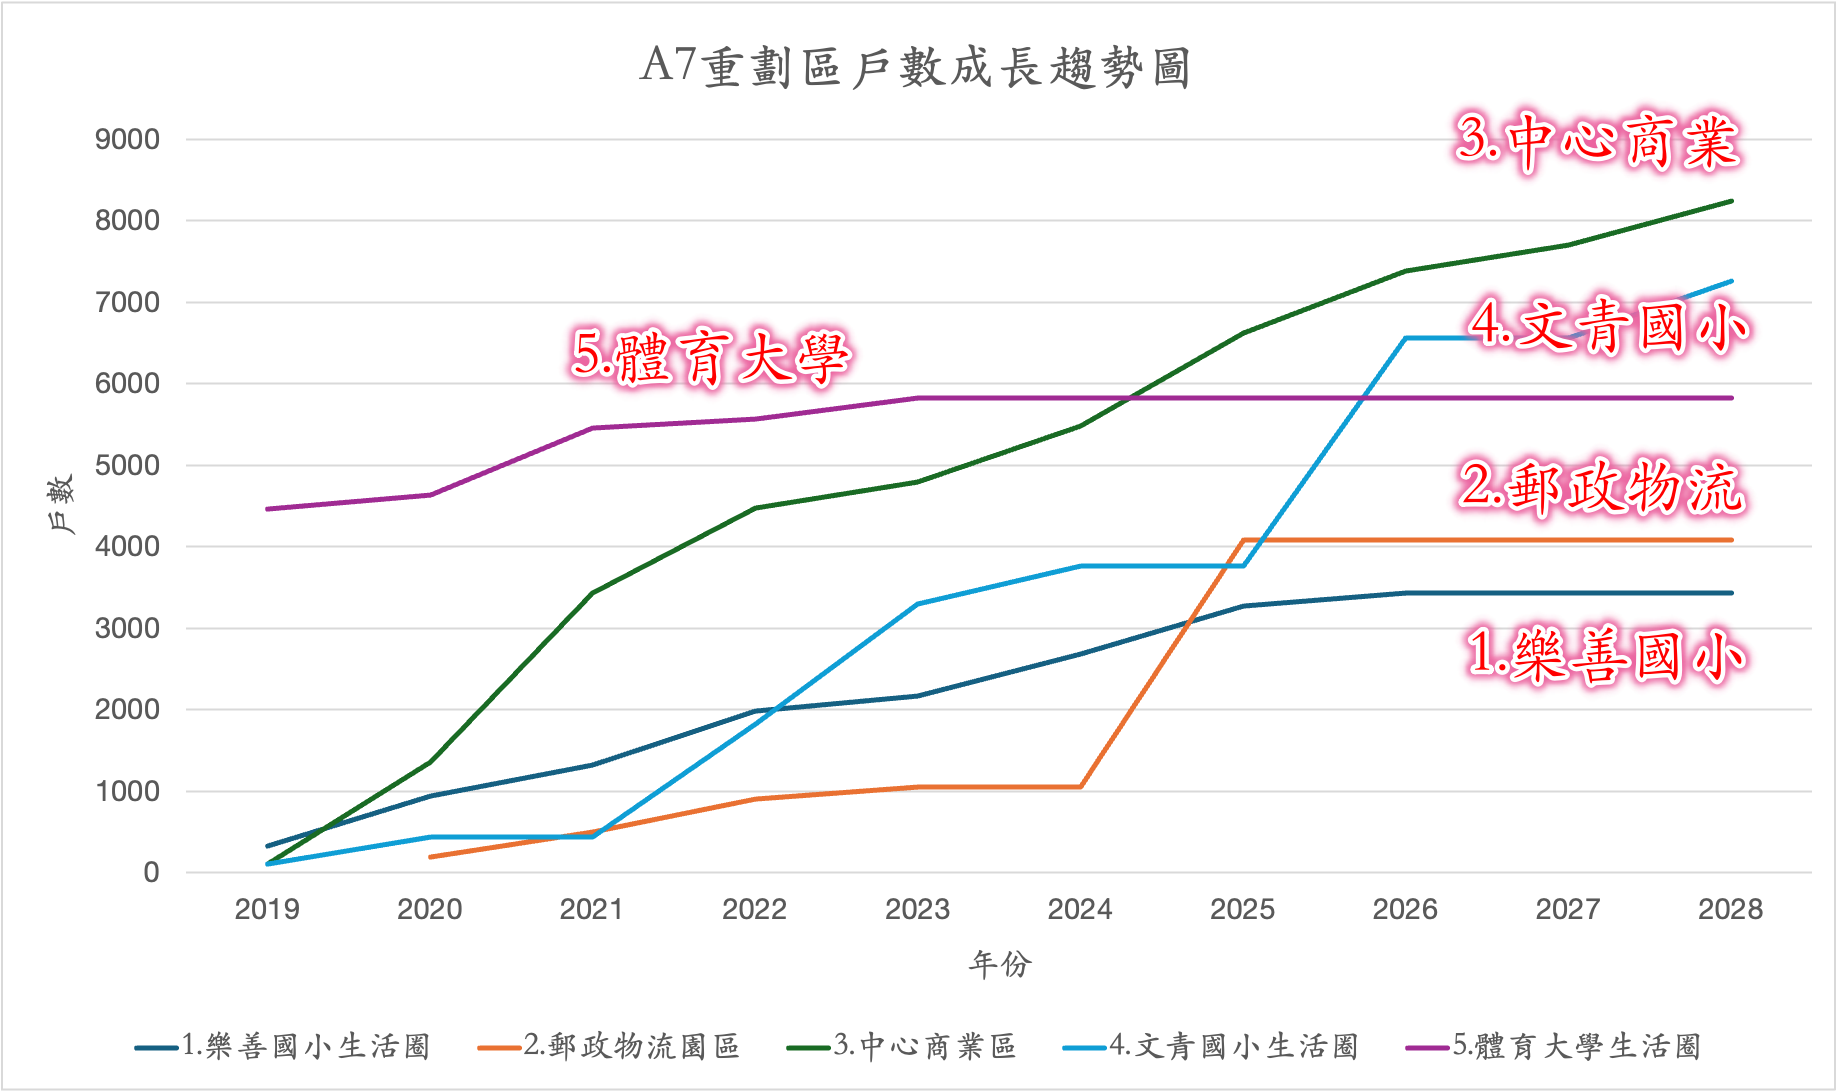 A7重劃區戶數成長趨勢圖
9000
3.中心商業
8000
7000
4.文青國小
5.體育大學
6000
5000
2.郵政物流
戶數
4000
3000
1.樂善國小
2000
1000
0
2019 2020 2021 2022 2023 2024 2025 2026 2027 2028
年份
1.樂善國小生活圈 2.郵政物流園區 3.中心商業區 4.文青國小生活圈 5.體育大學生活圈